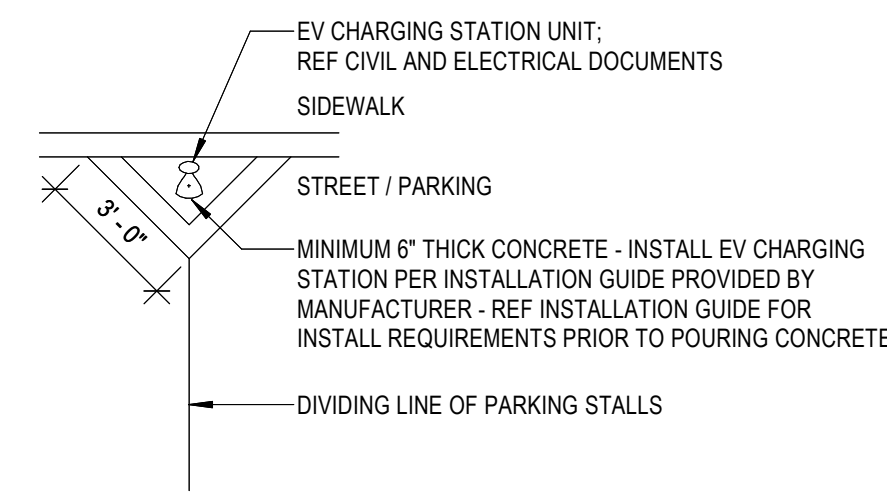 EV CHARGING STATION UNIT;
REF CIVIL AND ELECTRICAL DOCUMENTS
SIDEWALK
STREET / PARKING
3' - 0"
MINIMUM 6" THICK CONCRETE - INSTALL EV CHARGING
STATION PER INSTALLATION GUIDE PROVIDED BY
MANUFACTURER - REF INSTALLATION GUIDE FOR
INSTALL REQUIREMENTS PRIOR TO POURING CONCRETE
DIVIDING LINE OF PARKING STALLS